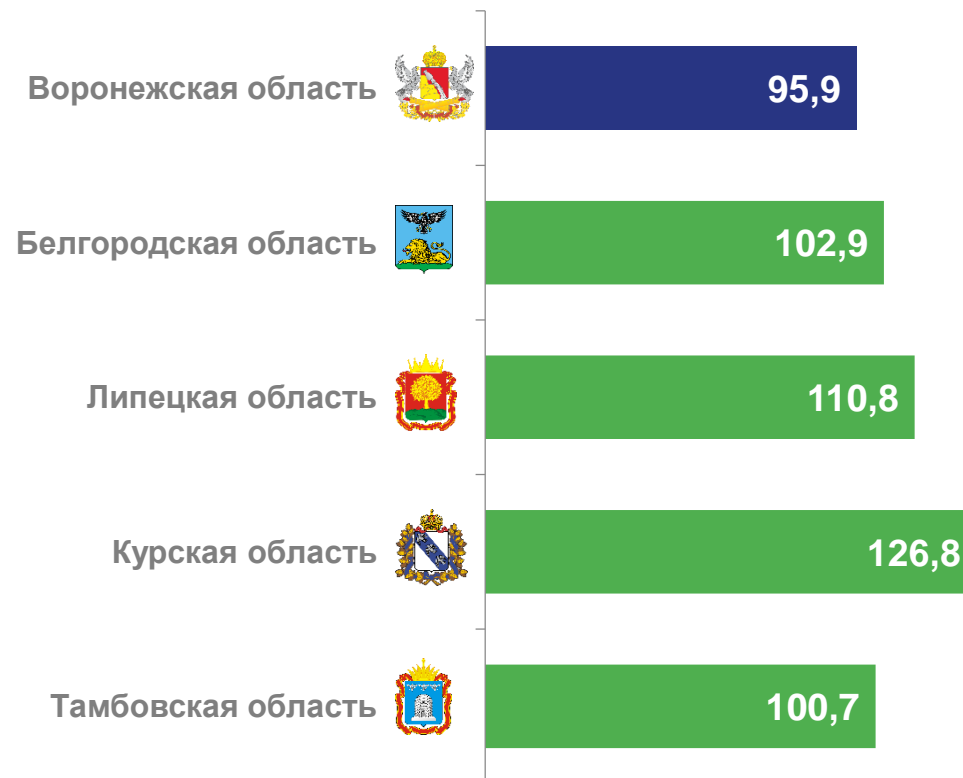 Воронежская область 95,9
Белгородская область 102,9
Липецкая область 110,8
Курская область 126,8
Тамбовская область 100,7